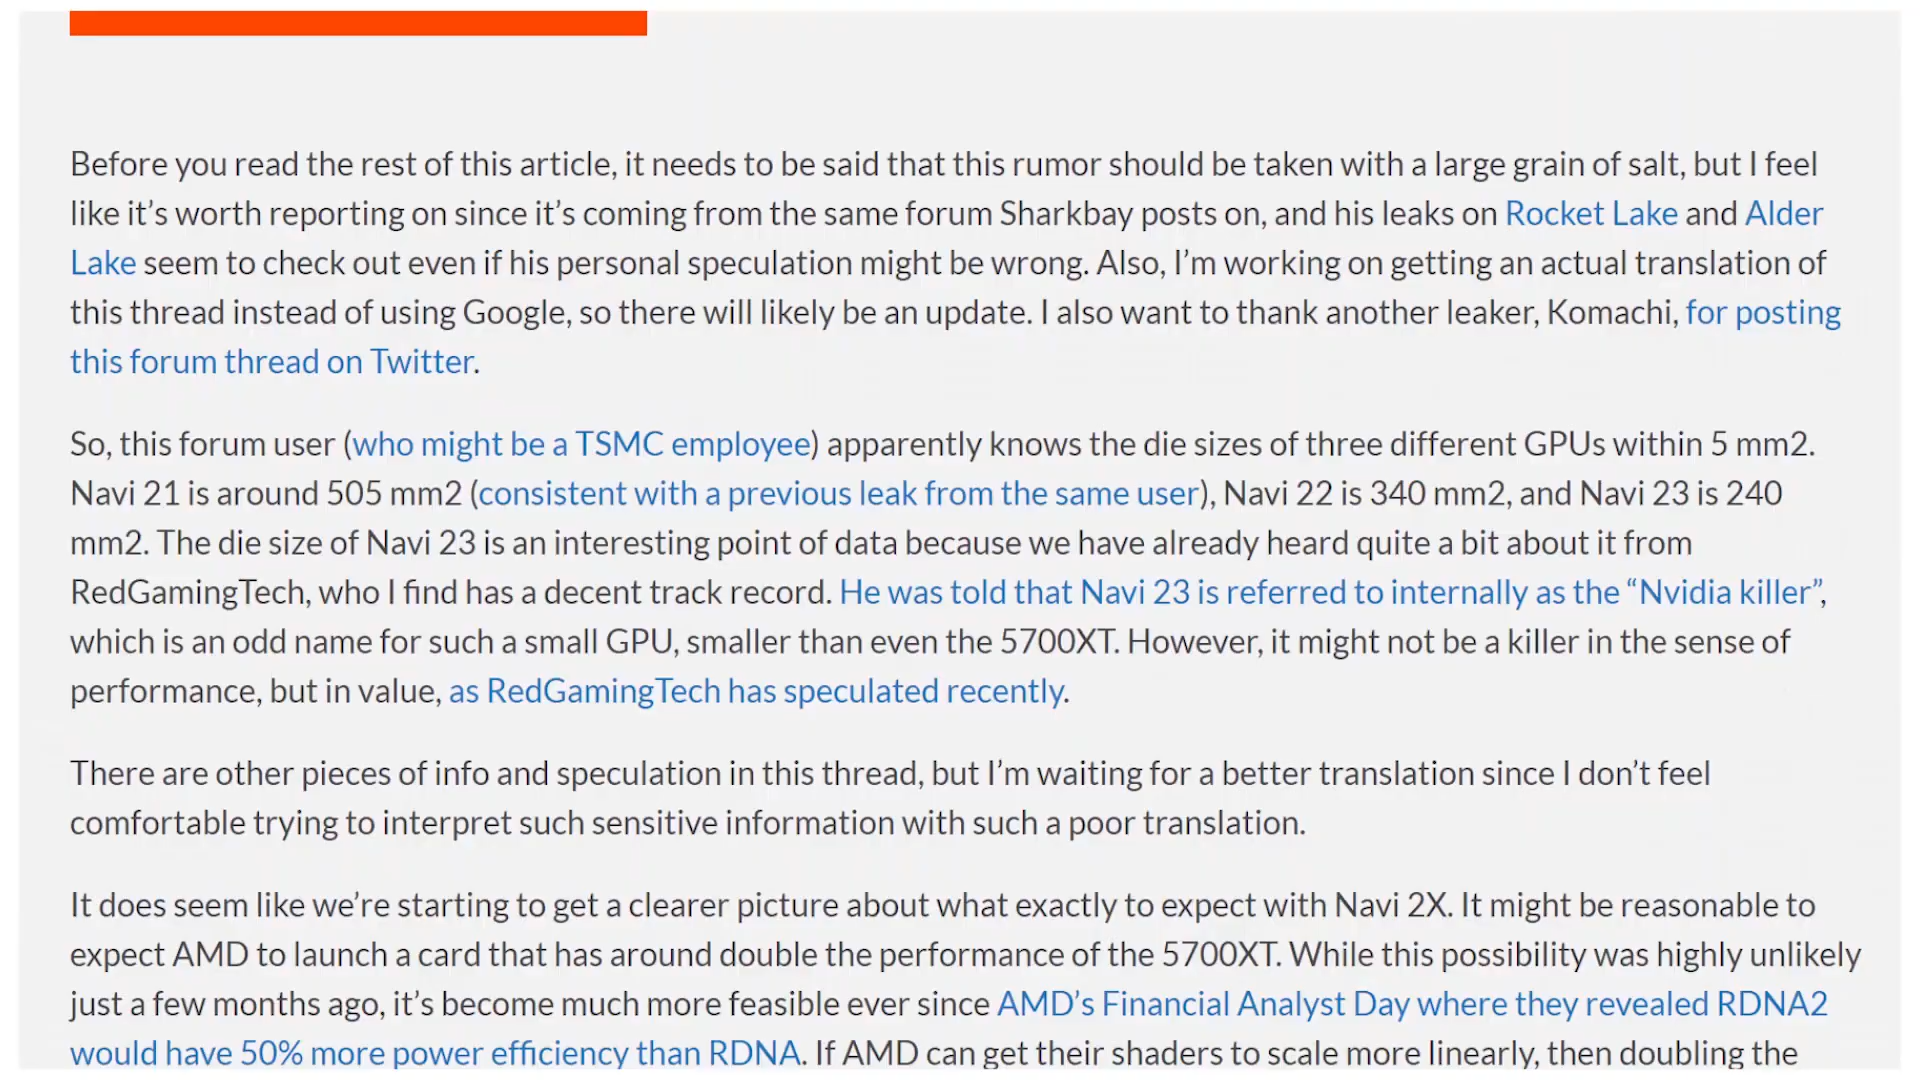 Before you read the rest of this article, it needs to be said that this rumor should be taken with a large grain of salt, but I feel
like it’s worth reporting on since it’s coming from the same forum Sharkbay posts on, and his leaks on Rocket Lake and Alder
Lake seem to check out even if his personal speculation might be wrong. Also, I’m working on getting an actual translation of
this thread instead of using Google, so there will likely be an update. I also want to thank another leaker, Komachi, for posting
this forum thread on Twitter.
So, this forum user (who might be a TSMC employee) apparently knows the die sizes of three different GPUs within 5 mm2.
Navi 21 is around 505 mm2 (consistent with a previous leak from the same user), Navi 22 is 340 mm2, and Navi 23 is 240
mm2. The die size of Navi 23 is an interesting point of data because we have already heard quite a bit about it from
RedGamingTech, who I find has a decent track record. He was told that Navi 23 is referred to internally as the “Nvidia killer”,
which is an odd name for such a small GPU, smaller than even the 5700XT. However, it might not be a killer in the sense of
performance, but in value, as RedGamingTech has speculated recently.
There are other pieces of info and speculation in this thread, but I’m waiting for a better translation since I don’t feel
comfortable trying to interpret such sensitive information with such a poor translation.
It does seem like we’re starting to get a clearer picture about what exactly to expect with Navi 2X. It might be reasonable to
expect AMD to launch a card that has around double the performance of the 5700XT. While this possibility was highly unlikely
just a few months ago, it’s become much more feasible ever since AMD’s Financial Analyst Day where they revealed RDNA2
would have 50% more power efficiency than RDNA. If AMD can get their shaders to scale more linearly, then doubling the